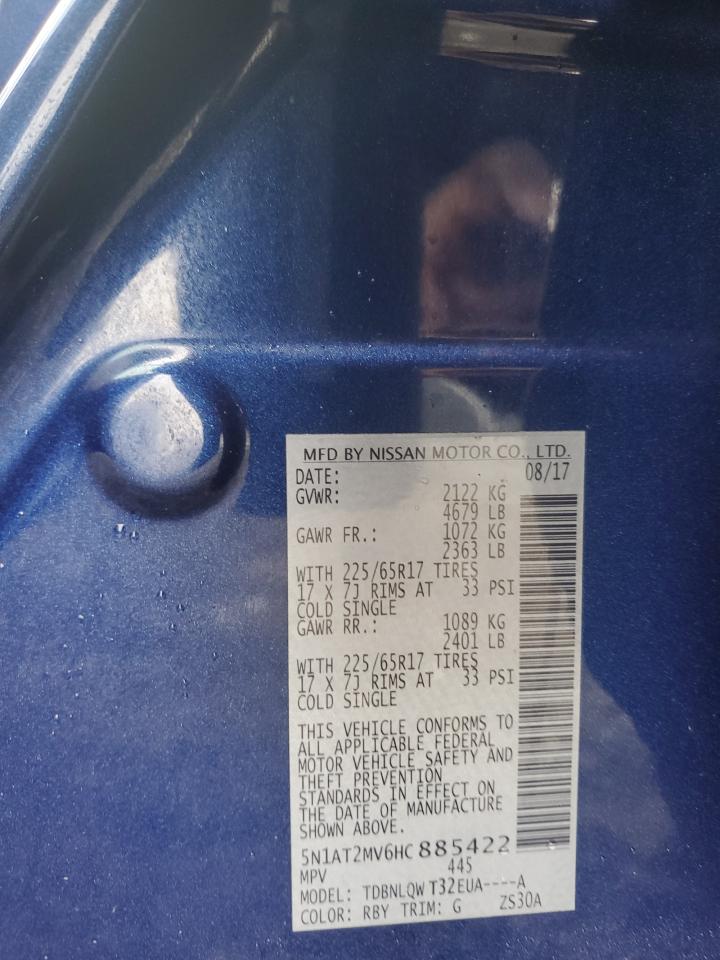 MFD BY NISSAN MOTOR CO., LTD.
DATE: 08/17
GVWR: 2122 KG
4679 LB
GAWR FR.: 1072 KG
2363 LB
WITH 225/65R17 TIRES
17 X 7J RIMS AT 33 PSI
COLD SINGLE
GAWR RR.: 1089 KG
2401 LB
WITH 225/65R17 TIRES
17 X 7J RIMS AT 33 PSI
COLD SINGLE
THIS VEHICLE CONFORMS TO
ALL APPLICABLE FEDERAL
MOTOR VEHICLE SAFETY AND
THEFT PREVENTION
STANDARDS IN EFFECT ON
THE DATE OF MANUFACTURE
SHOWN ABOVE.
5N1AT2MV6HC885422
MPV 445
MODEL: TDBNLQW T32EUA----A
COLOR: RBY TRIM: G ZS30A